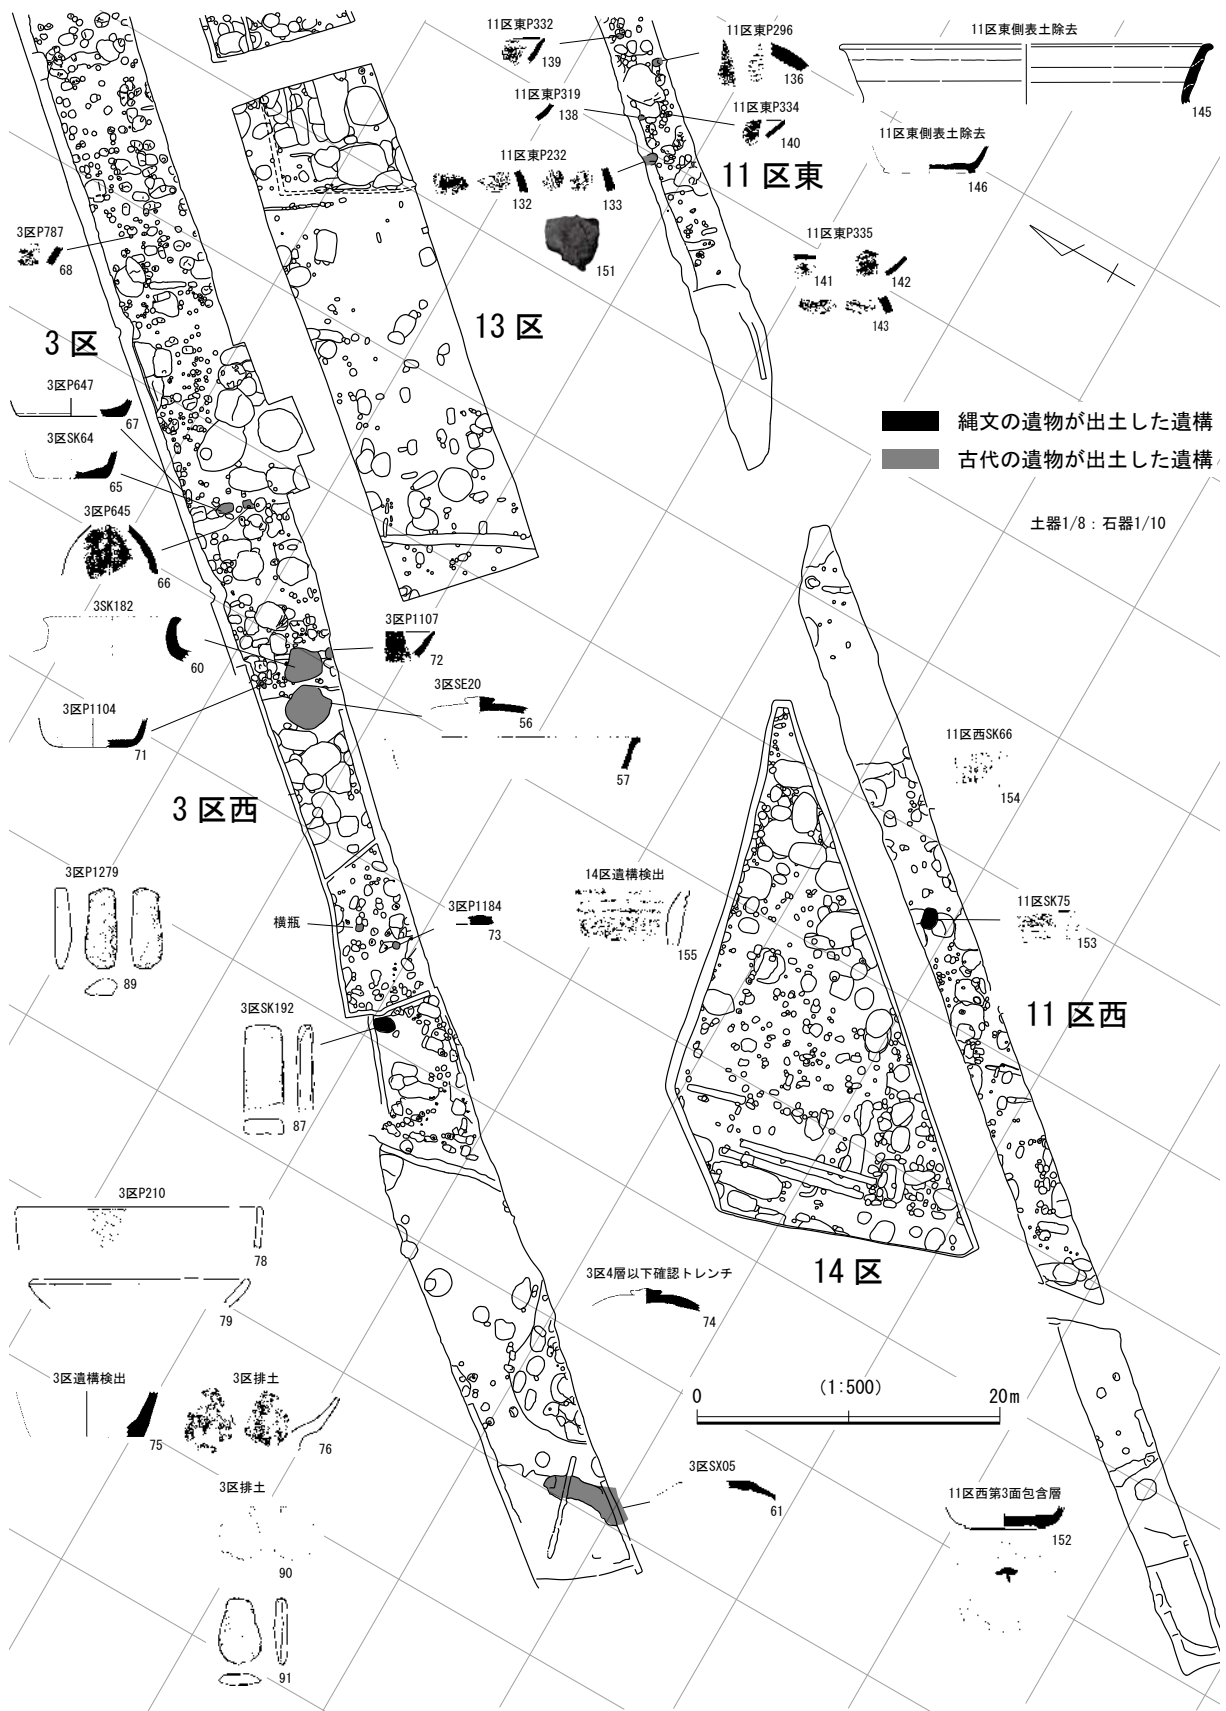 11区東P332
139
11区東P296
136
11区東側表土除去
145
11区東P319
138
11区東P334
140
11区東側表土除去
146
11区東P232
132
133
11区東
151
11区東P335
141
142
143
3区P787
68
3区
13区
3区P647
67
3区SK64
65
3区P645
66
縄文の遺物が出土した遺構
古代の遺物が出土した遺構
土器1/8：石器1/10
3SK182
60
3区P1107
72
3区P1104
71
3区SE20
56
57
3区西
11区西SK66
154
3区P1279
89
横瓶
3区P1184
73
14区遺構検出
155
11区SK75
153
11区西
3区SK192
87
3区P210
78
79
14区
3区4層以下確認トレンチ
74
3区遺構検出
75
3区排土
76
0
(1:500)
20m
3区排土
90
91
3区SX05
61
11区西第3面包含層
152